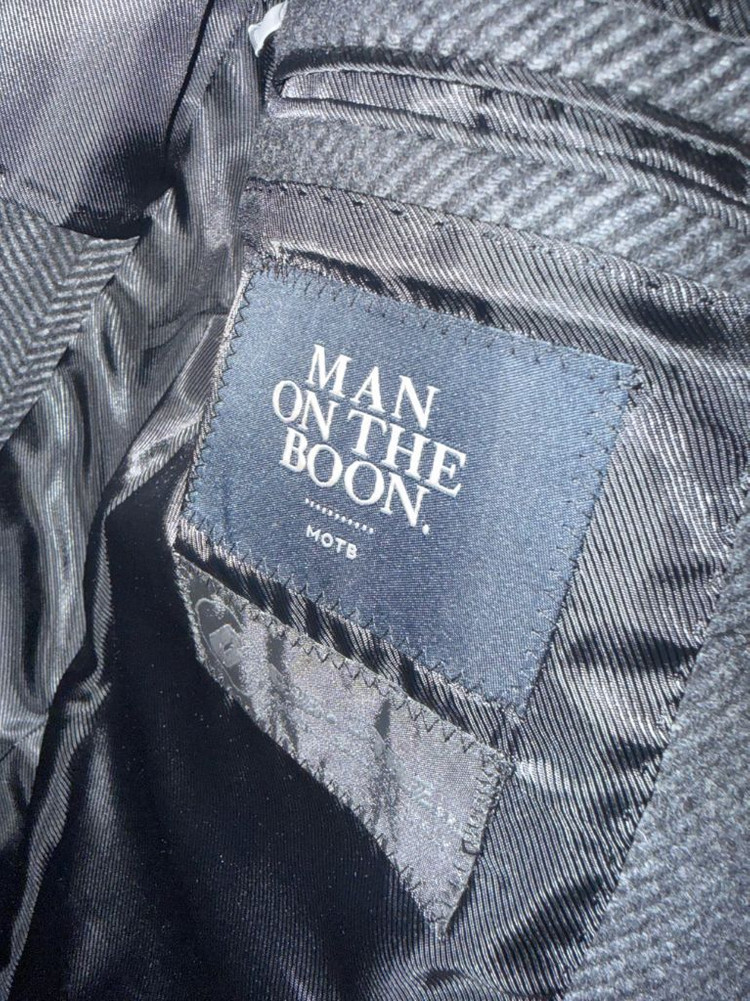 MAN
ON THE
BOON.
MOTB